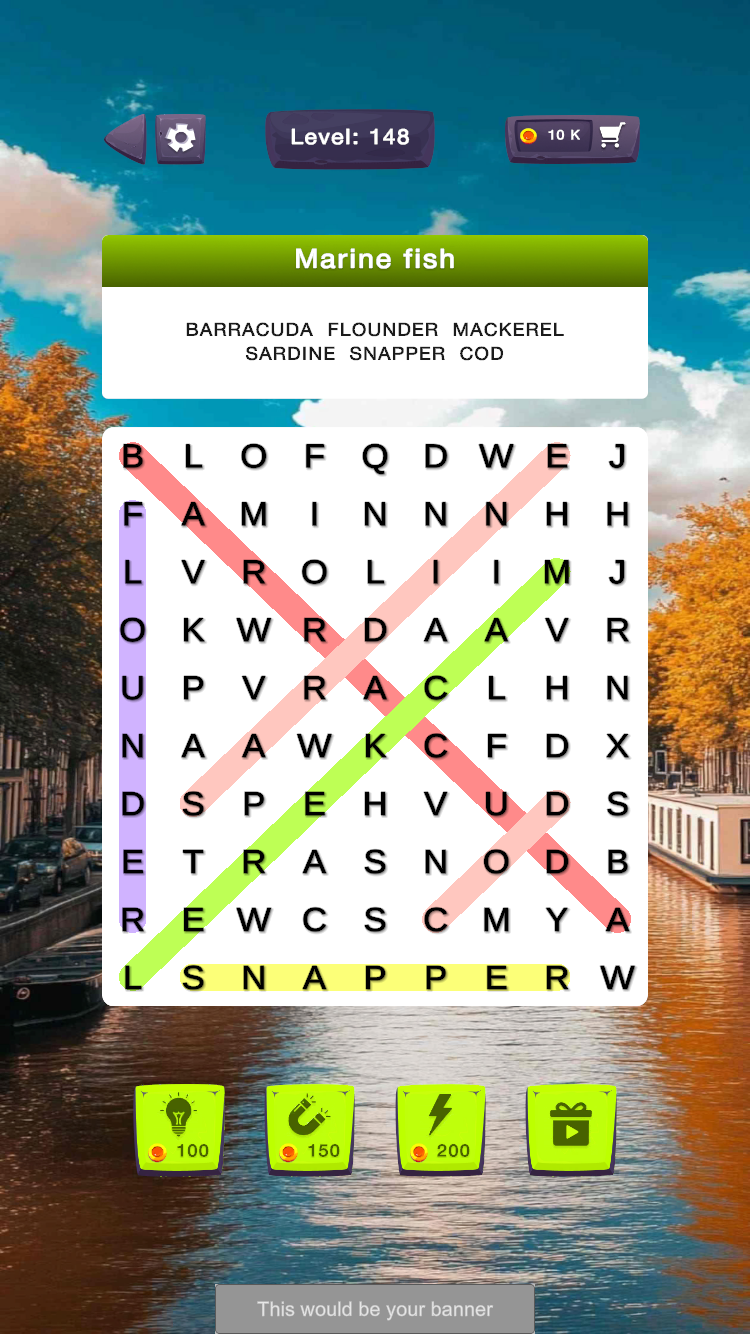 Level: 148
10 K
Marine fish
BARRACUDA FLOUNDER MACKEREL
SARDINE SNAPPER COD
B L O F Q D W E J
F A M I N N N H H
L V R O L I I M J
O K W R D A A V R
U P V R A C L H N
N A A W K C F D X
D S P E H V U D S
E T R A S N O D B
R E W C S C M Y A
L S N A P P E R W
100 150 200
This would be your banner